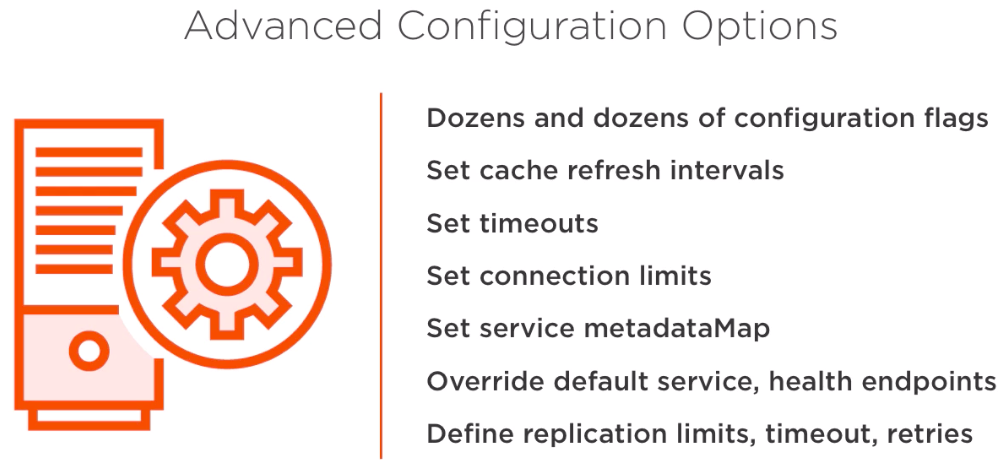 Advanced Configuration Options
Dozens and dozens of configuration flags
Set cache refresh intervals
Set timeouts
Set connection limits
Set service metadataMap
Override default service, health endpoints
Define replication limits, timeout, retries